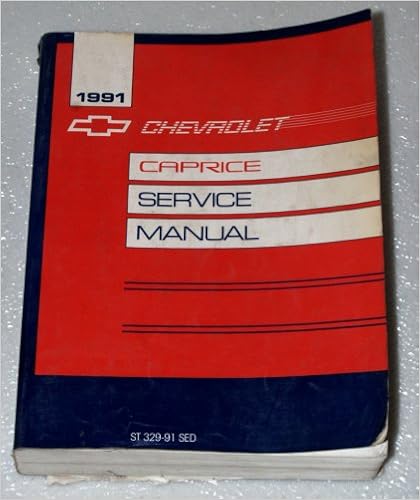 1991
CHEVROLET
CAPRICE
SERVICE
MANUAL
ST 329-91 SED